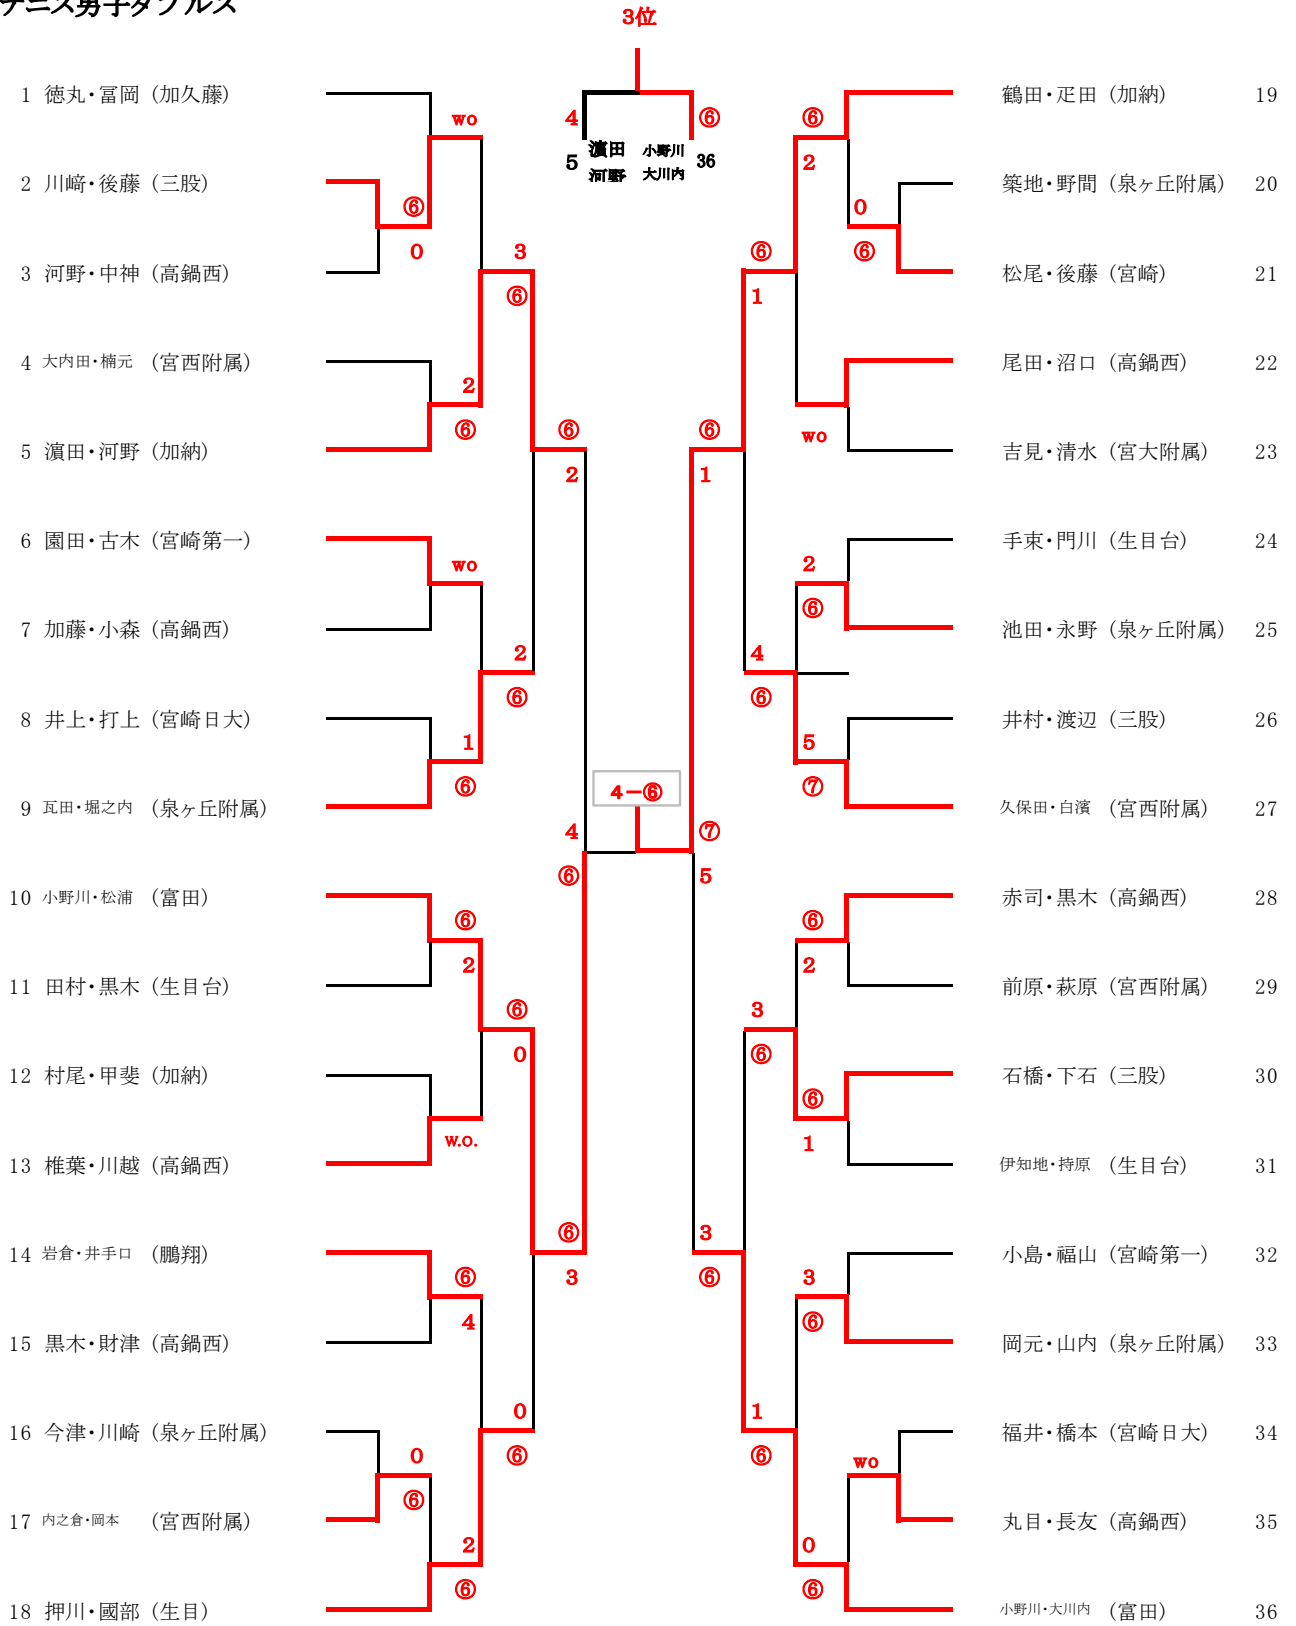 テニス男子ダブルス
3位
1 徳丸・冨岡 (加久藤)
鶴田・疋田 (加納) 19
wo
4
⑥
⑥
5 濵田 河野
小野川 大川内 36
2
2 川﨑・後藤 (三股)
築地・野間 (泉ヶ丘附属) 20
⑥
0
0
3
⑥
⑥
3 河野・中神 (高鍋西)
松尾・後藤 (宮崎) 21
⑥
1
4 大内田・楠元 (宮西附属)
尾田・沼口 (高鍋西) 22
2
⑥
⑥
⑥
wo
5 濵田・河野 (加納)
吉見・清水 (宮大附属) 23
2
1
6 園田・古木 (宮崎第一)
手束・門川 (生目台) 24
wo
2
⑥
7 加藤・小森 (高鍋西)
池田・永野 (泉ヶ丘附属) 25
2
4
⑥
⑥
8 井上・打上 (宮崎日大)
井村・渡辺 (三股) 26
1
5
⑥
⑦
4－⑥
9 瓦田・堀之内 (泉ヶ丘附属)
久保田・白濱 (宮西附属) 27
4
⑦
⑥
5
10 小野川・松浦 (富田)
赤司・黒木 (高鍋西) 28
⑥
⑥
2
2
11 田村・黒木 (生目台)
前原・萩原 (宮西附属) 29
⑥
3
0
⑥
12 村尾・甲斐 (加納)
石橋・下石 (三股) 30
⑥
w.o.
1
13 椎葉・川越 (高鍋西)
伊知地・持原 (生目台) 31
⑥
3
14 岩倉・井手口 (鵬翔)
小島・福山 (宮崎第一) 32
⑥
3
⑥
3
4
⑥
15 黒木・財津 (高鍋西)
岡元・山内 (泉ヶ丘附属) 33
0
1
16 今津・川崎 (泉ヶ丘附属)
福井・橋本 (宮崎日大) 34
0
⑥
⑥
wo
⑥
17 内之倉・岡本 (宮西附属)
丸目・長友 (高鍋西) 35
2
0
⑥
⑥
18 押川・國部 (生目)
小野川・大川内 (富田) 36